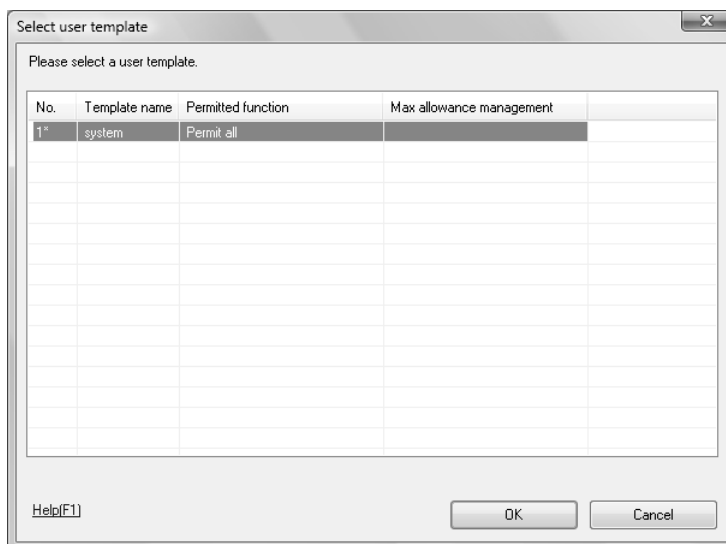 Select user template
Please select a user template.
No. Template name Permitted function Max allowance management
1* system Permit all
Help(F1) OK Cancel